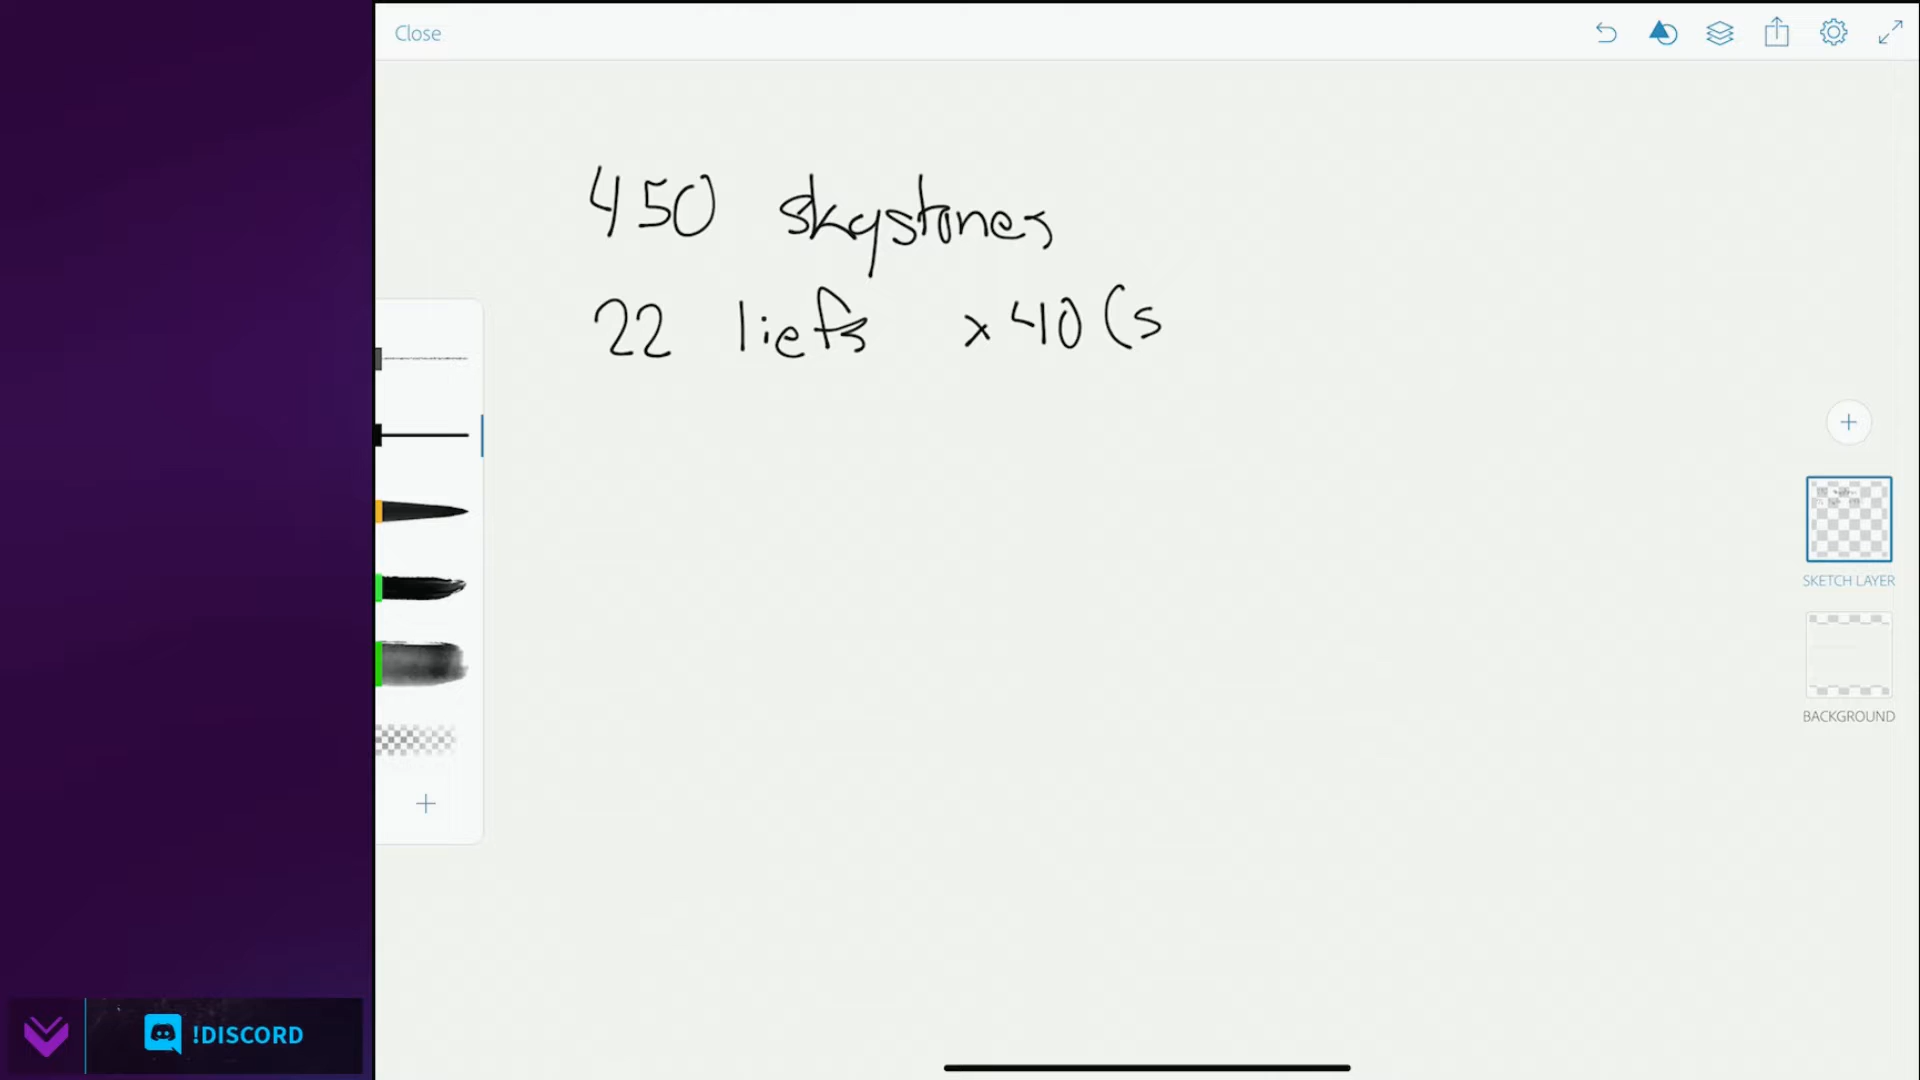 Close
450 skystones
22 liefs x40 (s
SKETCH LAYER
BACKGROUND
!DISCORD